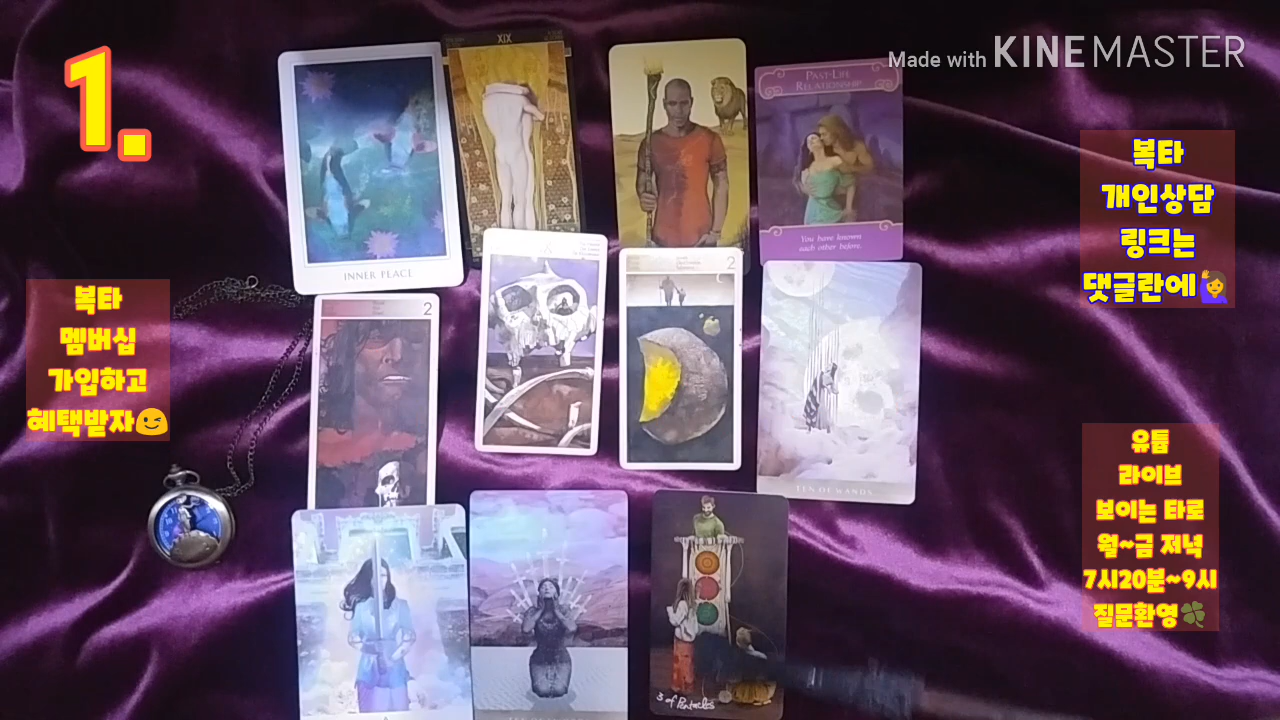 1.
Made with KINEMASTER
복타
개인상담
링크는
댓글란에🙋‍♀️
복타
멤버십
가입하고
혜택받자😉
유튭
라이브
보이는 타로
월~금 저녁
7시20분~9시
질문환영🍀
XIX
PAST-LIFE
RELATIONSHIP
You have known
each other before.
INNER PEACE
2
2
TEN OF WANDS
3 of Pentacles